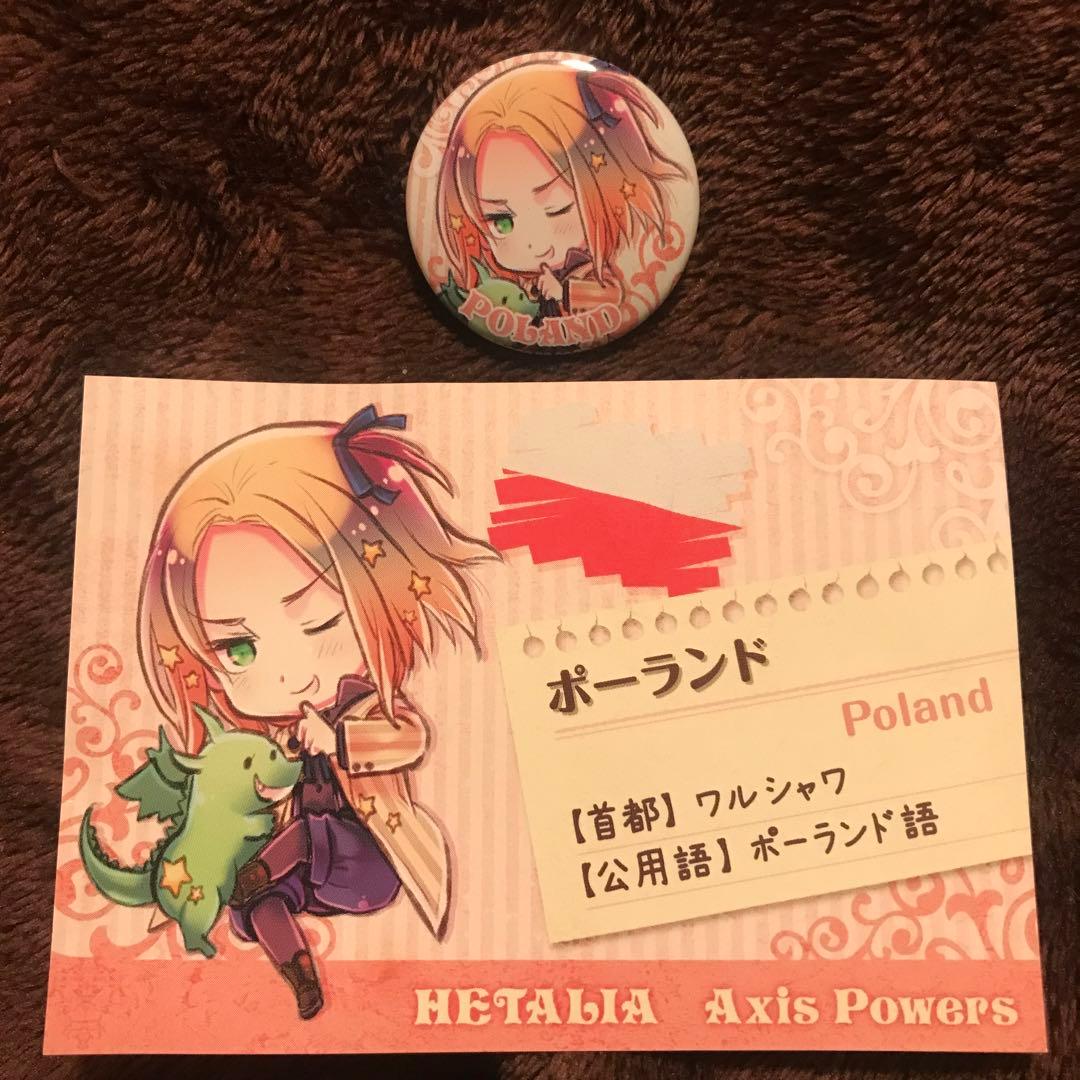 POLAND
ポーランド
Poland
【首都】ワルシャワ
【公用語】ポーランド語
HETALIA Axis Powers